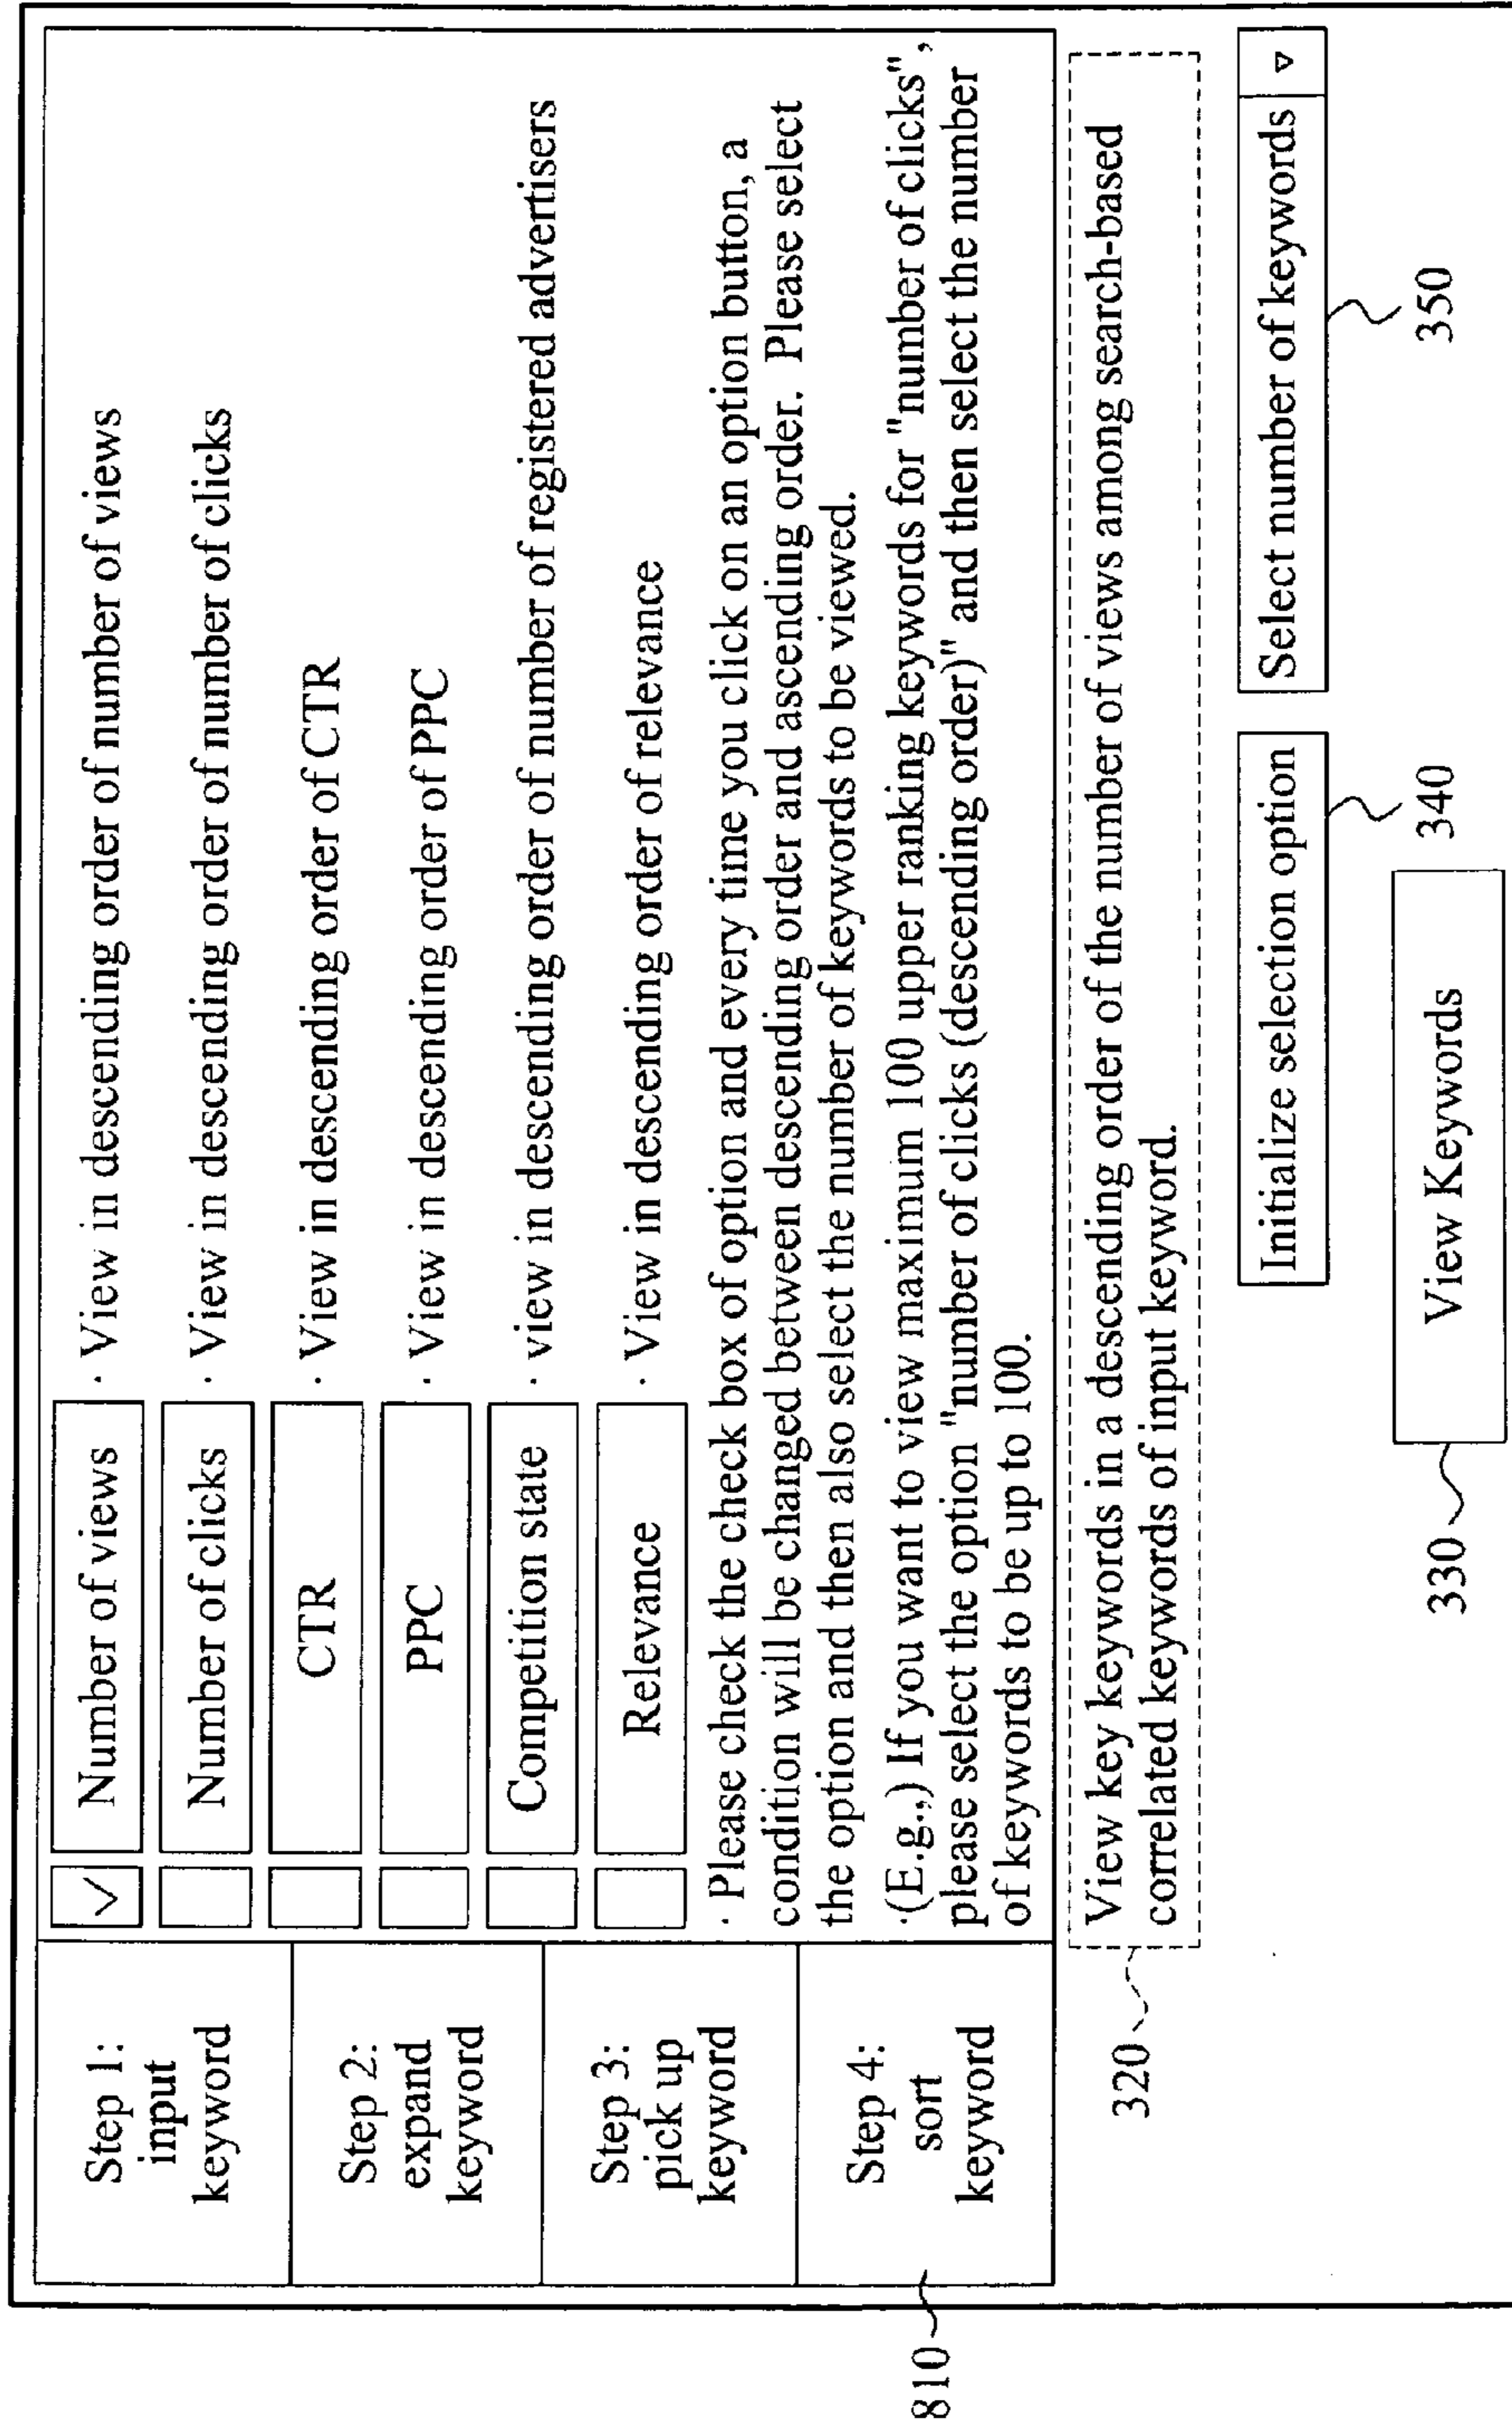 Step 1:
input
keyword
Step 2:
expand
keyword
Step 3:
pick up
keyword
Step 4:
sort
keyword
810
✓ Number of views · View in descending order of number of views
Number of clicks · View in descending order of number of clicks
CTR · View in descending order of CTR
PPC · View in descending order of PPC
Competition state · view in descending order of number of registered advertisers
Relevance · View in descending order of relevance
· Please check the check box of option and every time you click on an option button, a
condition will be changed between descending order and ascending order. Please select
the option and then also select the number of keywords to be viewed.
·(E.g.,) If you want to view maximum 100 upper ranking keywords for "number of clicks",
please select the option "number of clicks (descending order)" and then select the number
of keywords to be up to 100.
320
View key keywords in a descending order of the number of views among search-based
correlated keywords of input keyword.
Initialize selection option
Select number of keywords ▿
340
350
330
View Keywords